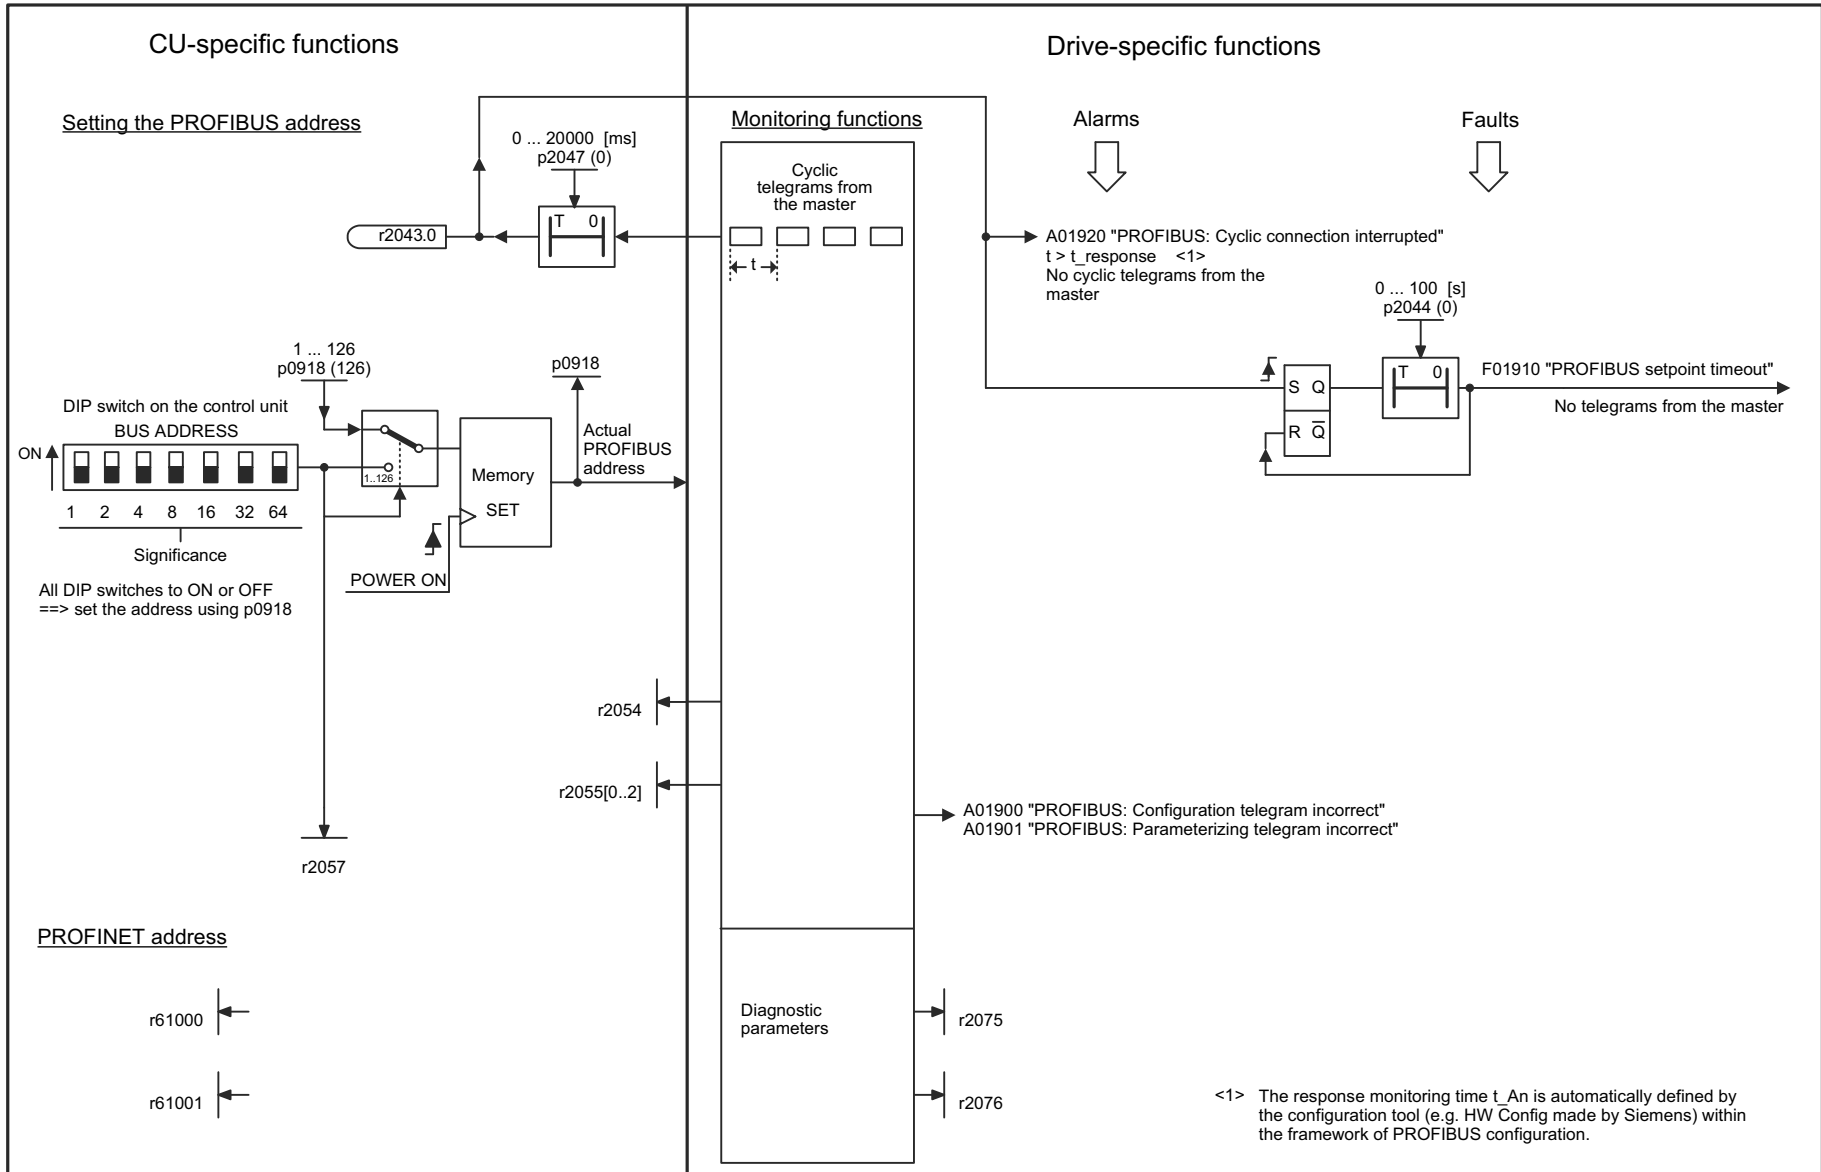 CU-specific functions
Drive-specific functions
Setting the PROFIBUS address
Monitoring functions
Alarms
Faults
0 ... 20000 [ms]
p2047 (0)
T 0
r2043.0
Cyclic
telegrams from
the master
t
A01920 "PROFIBUS: Cyclic connection interrupted"
t > t_response <1>
No cyclic telegrams from the
master
0 ... 100 [s]
p2044 (0)
S Q
R Q̅
T 0
F01910 "PROFIBUS setpoint timeout"
No telegrams from the master
1 ... 126
p0918 (126)
p0918
DIP switch on the control unit
BUS ADDRESS
ON
1..126
Memory
SET
Actual
PROFIBUS
address
1 2 4 8 16 32 64
Significance
POWER ON
All DIP switches to ON or OFF
==> set the address using p0918
r2054
r2055[0..2]
A01900 "PROFIBUS: Configuration telegram incorrect"
A01901 "PROFIBUS: Parameterizing telegram incorrect"
r2057
PROFINET address
r61000
r61001
Diagnostic
parameters
r2075
r2076
<1> The response monitoring time t_An is automatically defined by
the configuration tool (e.g. HW Config made by Siemens) within
the framework of PROFIBUS configuration.